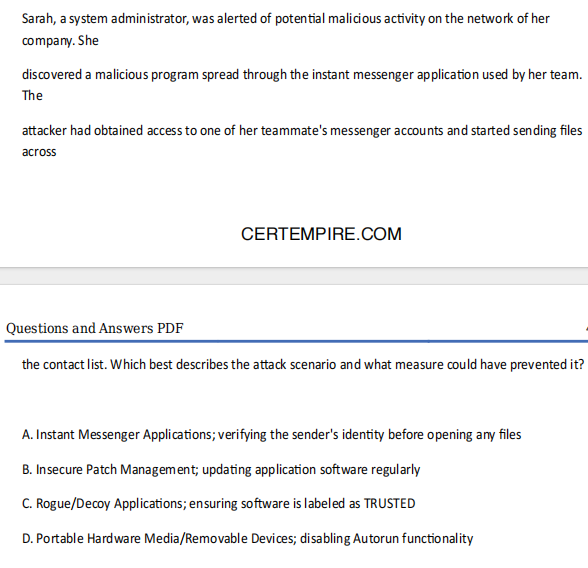 Sarah, a system administrator, was alerted of potential malicious activity on the network of her
company. She
discovered a malicious program spread through the instant messenger application used by her team.
The
attacker had obtained access to one of her teammate's messenger accounts and started sending files
across
CERTEMPIRE.COM
Questions and Answers PDF
the contact list. Which best describes the attack scenario and what measure could have prevented it?
A. Instant Messenger Applications; verifying the sender's identity before opening any files
B. Insecure Patch Management; updating application software regularly
C. Rogue/Decoy Applications; ensuring software is labeled as TRUSTED
D. Portable Hardware Media/Removable Devices; disabling Autorun functionality